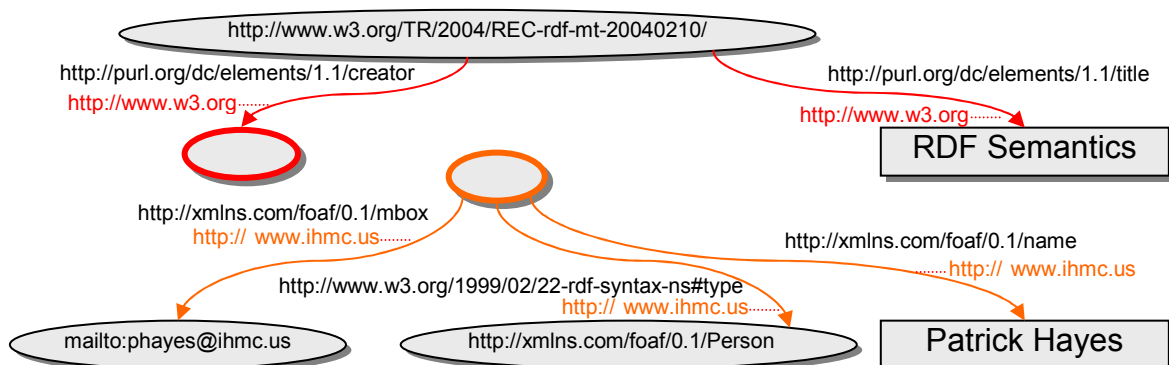 http://www.w3.org/TR/2004/REC-rdf-mt-20040210/
http://purl.org/dc/elements/1.1/creator
http://www.w3.org
http://purl.org/dc/elements/1.1/title
http://www.w3.org
RDF Semantics
http://xmlns.com/foaf/0.1/mbox
http:// www.ihmc.us
http://xmlns.com/foaf/0.1/name
http:// www.ihmc.us
http://www.w3.org/1999/02/22-rdf-syntax-ns#type
http:// www.ihmc.us
mailto:phayes@ihmc.us
http://xmlns.com/foaf/0.1/Person
Patrick Hayes